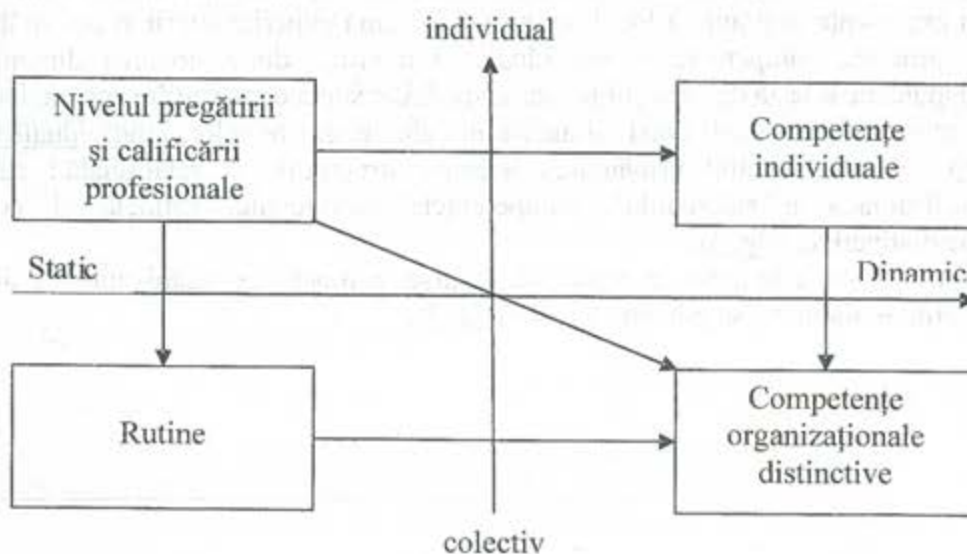 individual
Nivelul pregătirii
şi calificării
profesionale
Competenţe
individuale
Static
Dinamic
Rutine
Competenţe
organizaţionale
distinctive
colectiv